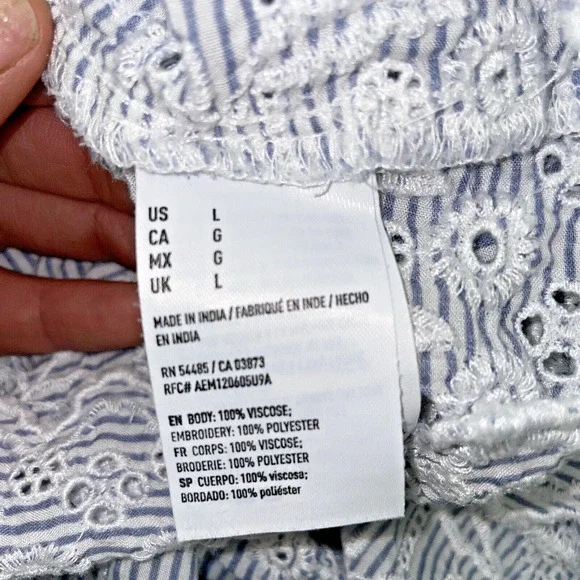 US L
CA G
MX G
UK L
MADE IN INDIA / FABRIQUÉ EN INDE / HECHO
EN INDIA
RN 54485 / CA 03873
RFC# AEM120605U9A
EN BODY: 100% VISCOSE;
EMBROIDERY: 100% POLYESTER
FR CORPS: 100% VISCOSE;
BRODERIE: 100% POLYESTER
SP CUERPO: 100% viscosa;
BORDADO: 100% poliéster